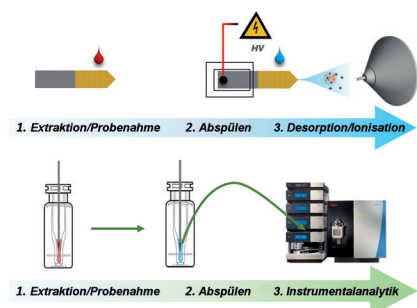 HV
1. Extraktion/Probenahme 2. Abspülen 3. Desorption/Ionisation
1. Extraktion/Probenahme 2. Abspülen 3. Instrumentalanalytik